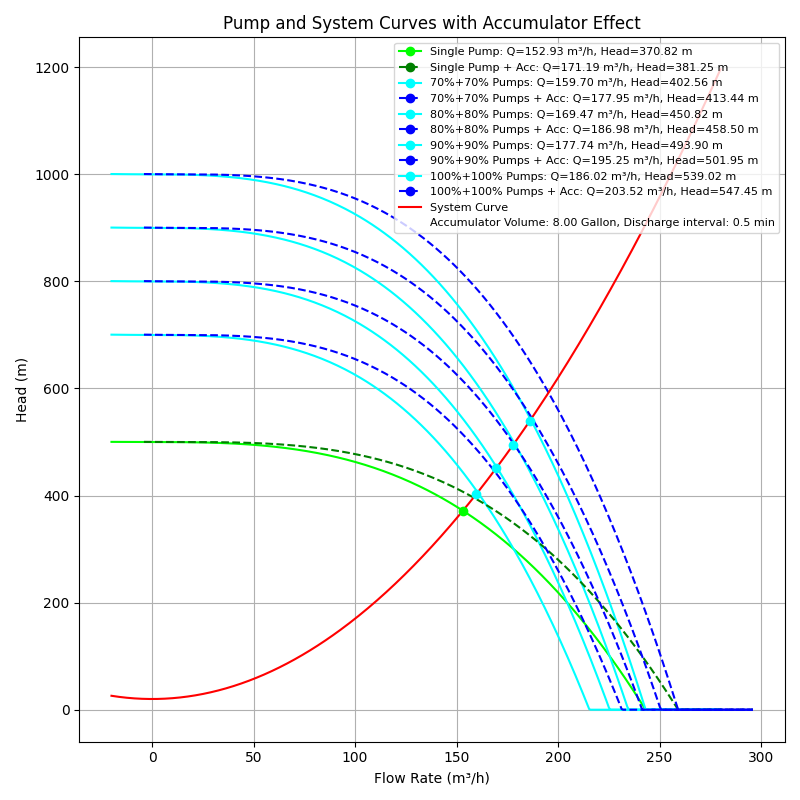 Pump and System Curves with Accumulator Effect
Single Pump: Q=152.93 m³/h, Head=370.82 m
Single Pump + Acc: Q=171.19 m³/h, Head=381.25 m
70%+70% Pumps: Q=159.70 m³/h, Head=402.56 m
70%+70% Pumps + Acc: Q=177.95 m³/h, Head=413.44 m
80%+80% Pumps: Q=169.47 m³/h, Head=450.82 m
80%+80% Pumps + Acc: Q=186.98 m³/h, Head=458.50 m
90%+90% Pumps: Q=177.74 m³/h, Head=493.90 m
90%+90% Pumps + Acc: Q=195.25 m³/h, Head=501.95 m
100%+100% Pumps: Q=186.02 m³/h, Head=539.02 m
100%+100% Pumps + Acc: Q=203.52 m³/h, Head=547.45 m
System Curve
Accumulator Volume: 8.00 Gallon, Discharge interval: 0.5 min
1200
1000
800
600
400
200
0
Head (m)
0 50 100 150 200 250 300
Flow Rate (m³/h)